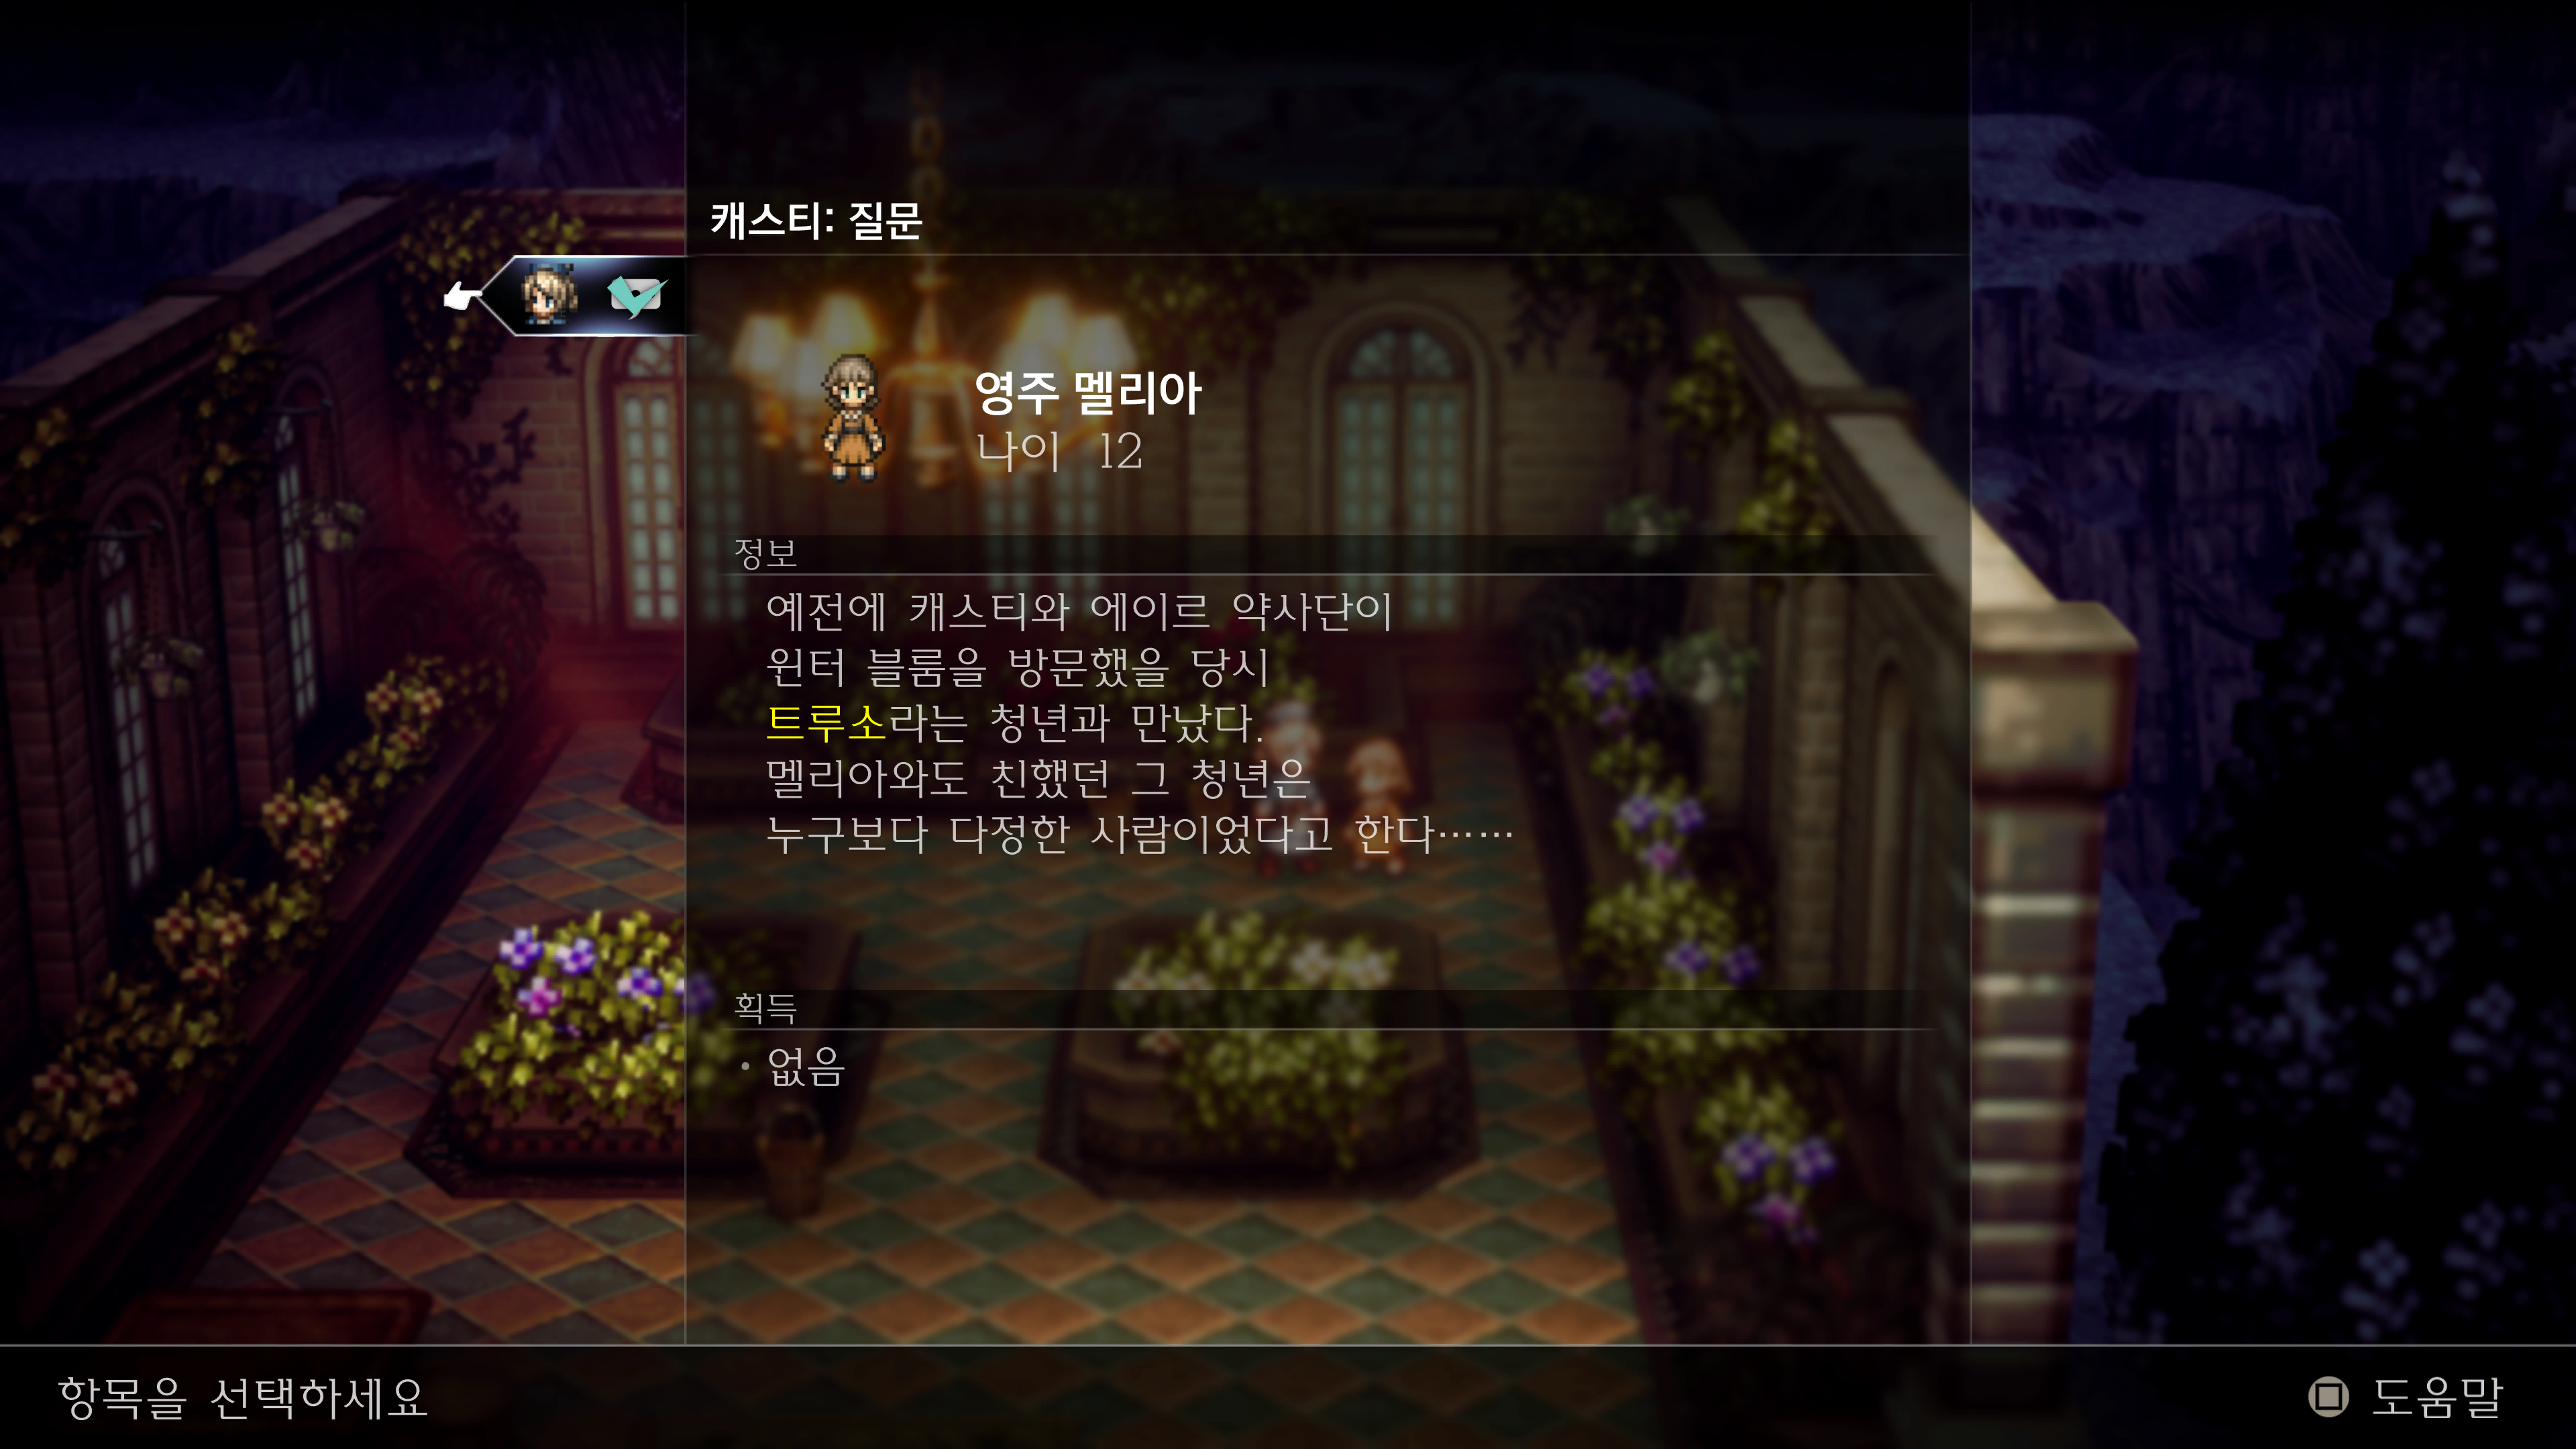 캐스티: 질문
영주 멜리아
나이 12
정보
예전에 캐스티와 에이르 약사단이
윈터 블룸을 방문했을 당시
트루소라는 청년과 만났다.
멜리아와도 친했던 그 청년은
누구보다 다정한 사람이었다고 한다……
획득
• 없음
항목을 선택하세요
도움말